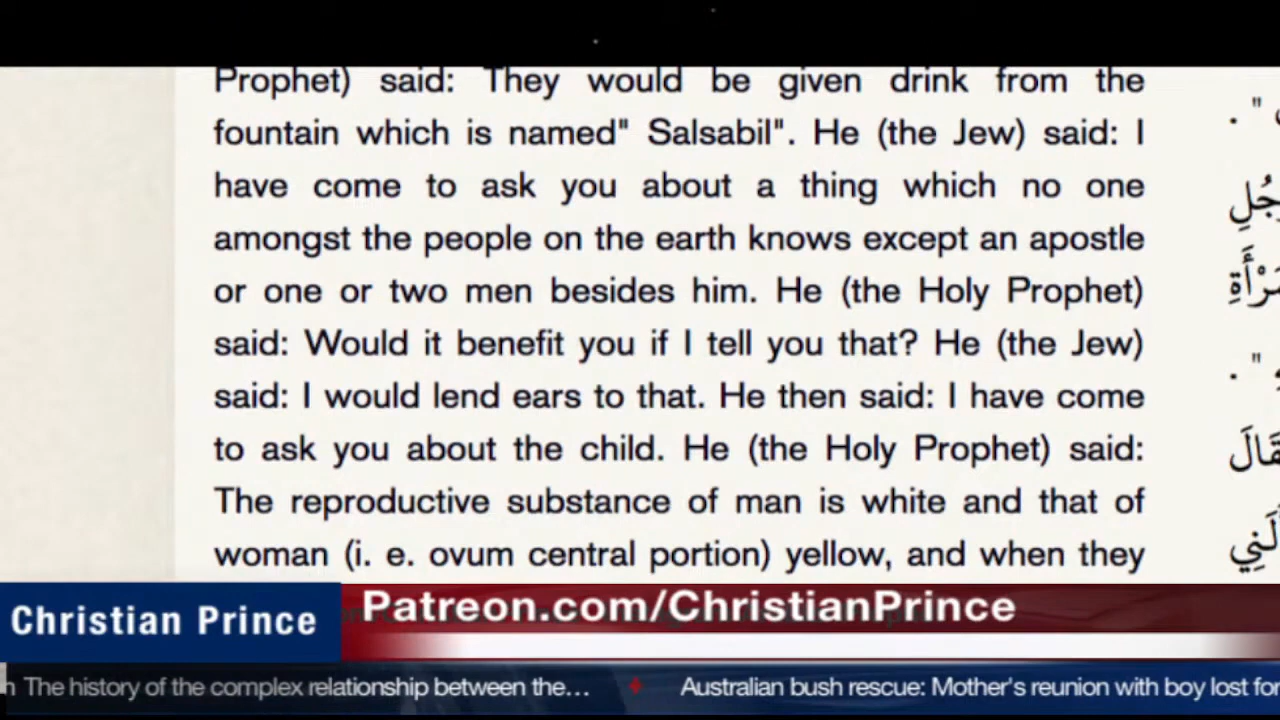 Prophet) said: They would be given drink from the
fountain which is named" Salsabil". He (the Jew) said: I
have come to ask you about a thing which no one
amongst the people on the earth knows except an apostle
or one or two men besides him. He (the Holy Prophet)
said: Would it benefit you if I tell you that? He (the Jew)
said: I would lend ears to that. He then said: I have come
to ask you about the child. He (the Holy Prophet) said:
The reproductive substance of man is white and that of
woman (i. e. ovum central portion) yellow, and when they
Christian Prince
Patreon.com/ChristianPrince
The history of the complex relationship between the... Australian bush rescue: Mother's reunion with boy lost for